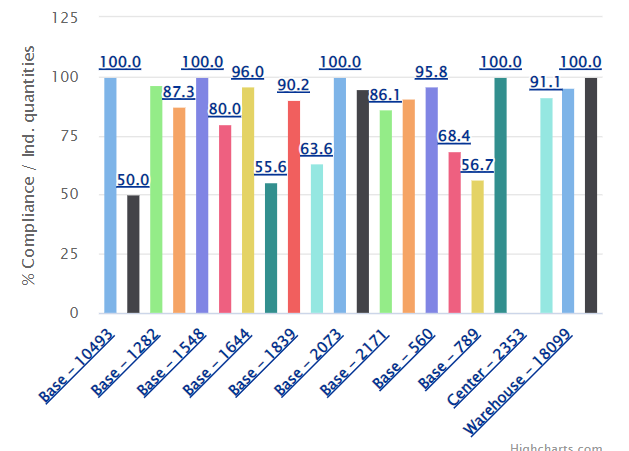 125
100
75
50
25
0
% Compliance / Ind. quantities
100.0
50.0
87.3
100.0
80.0
96.0
55.6
90.2
63.6
100.0
86.1
95.8
68.4
56.7
100.0
91.1
100.0
Base – 10493
Base – 1282
Base – 1548
Base – 1644
Base – 1839
Base – 2073
Base – 2171
Base – 560
Base – 789
Center – 2353
Warehouse – 18099
Highcharts.com